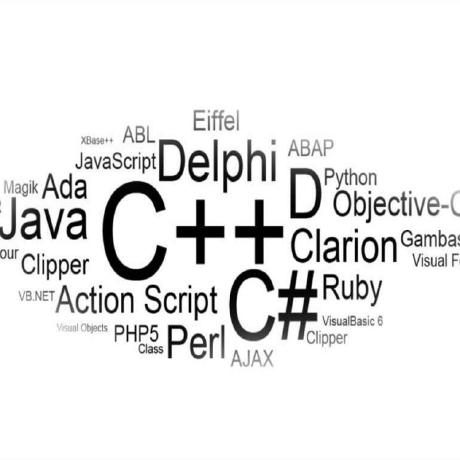 Eiffel
XBase++ ABL
JavaScript Delphi ABAP
Magik Ada
Python
Java C++ D Objective-C
our Clipper
Clarion Gambas
Visual Fo
VB.NET Action Script C# Ruby
Visual Objects PHP5
Class Perl
VisualBasic 6
Clipper
AJAX